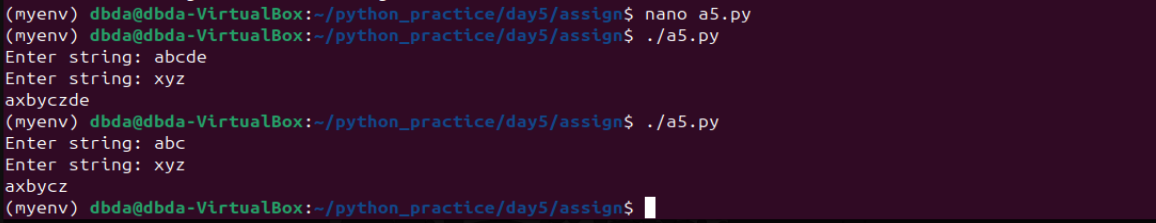 (myenv) dbda@dbda-VirtualBox:~/python_practice/day5/assign$ nano a5.py
(myenv) dbda@dbda-VirtualBox:~/python_practice/day5/assign$ ./a5.py
Enter string: abcde
Enter string: xyz
axbyczde
(myenv) dbda@dbda-VirtualBox:~/python_practice/day5/assign$ ./a5.py
Enter string: abc
Enter string: xyz
axbycz
(myenv) dbda@dbda-VirtualBox:~/python_practice/day5/assign$